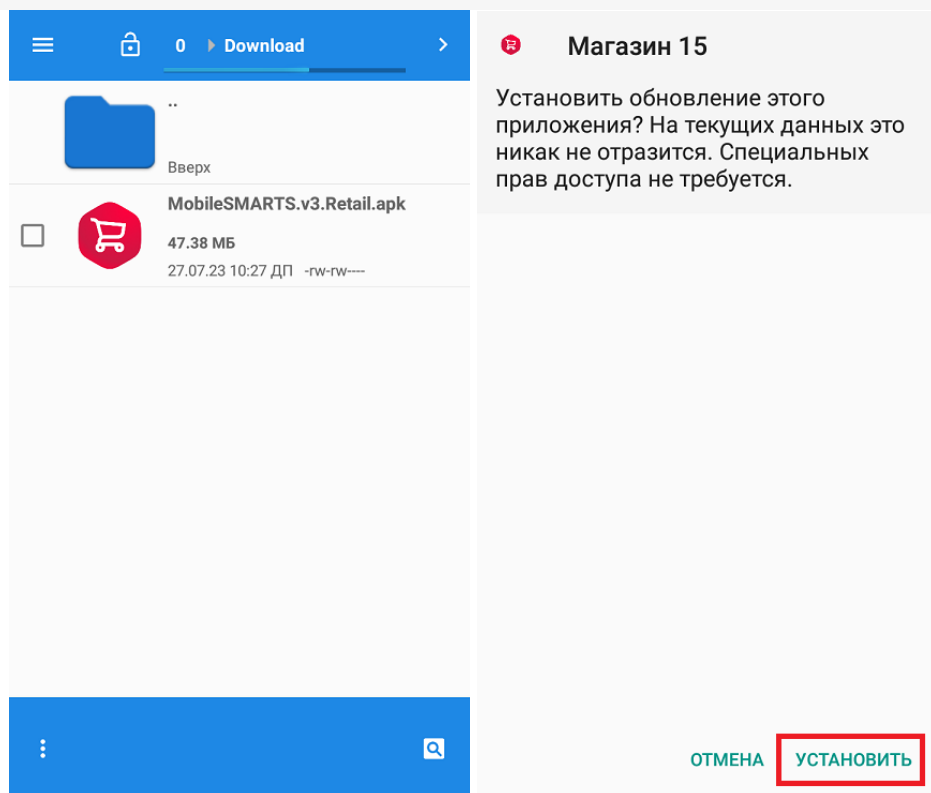 0 Download
..
Вверх
MobileSMARTS.v3.Retail.apk
47.38 МБ
27.07.23 10:27 ДП -rw-rw----
Магазин 15
Установить обновление этого
приложения? На текущих данных это
никак не отразится. Специальных
прав доступа не требуется.
ОТМЕНА УСТАНОВИТЬ